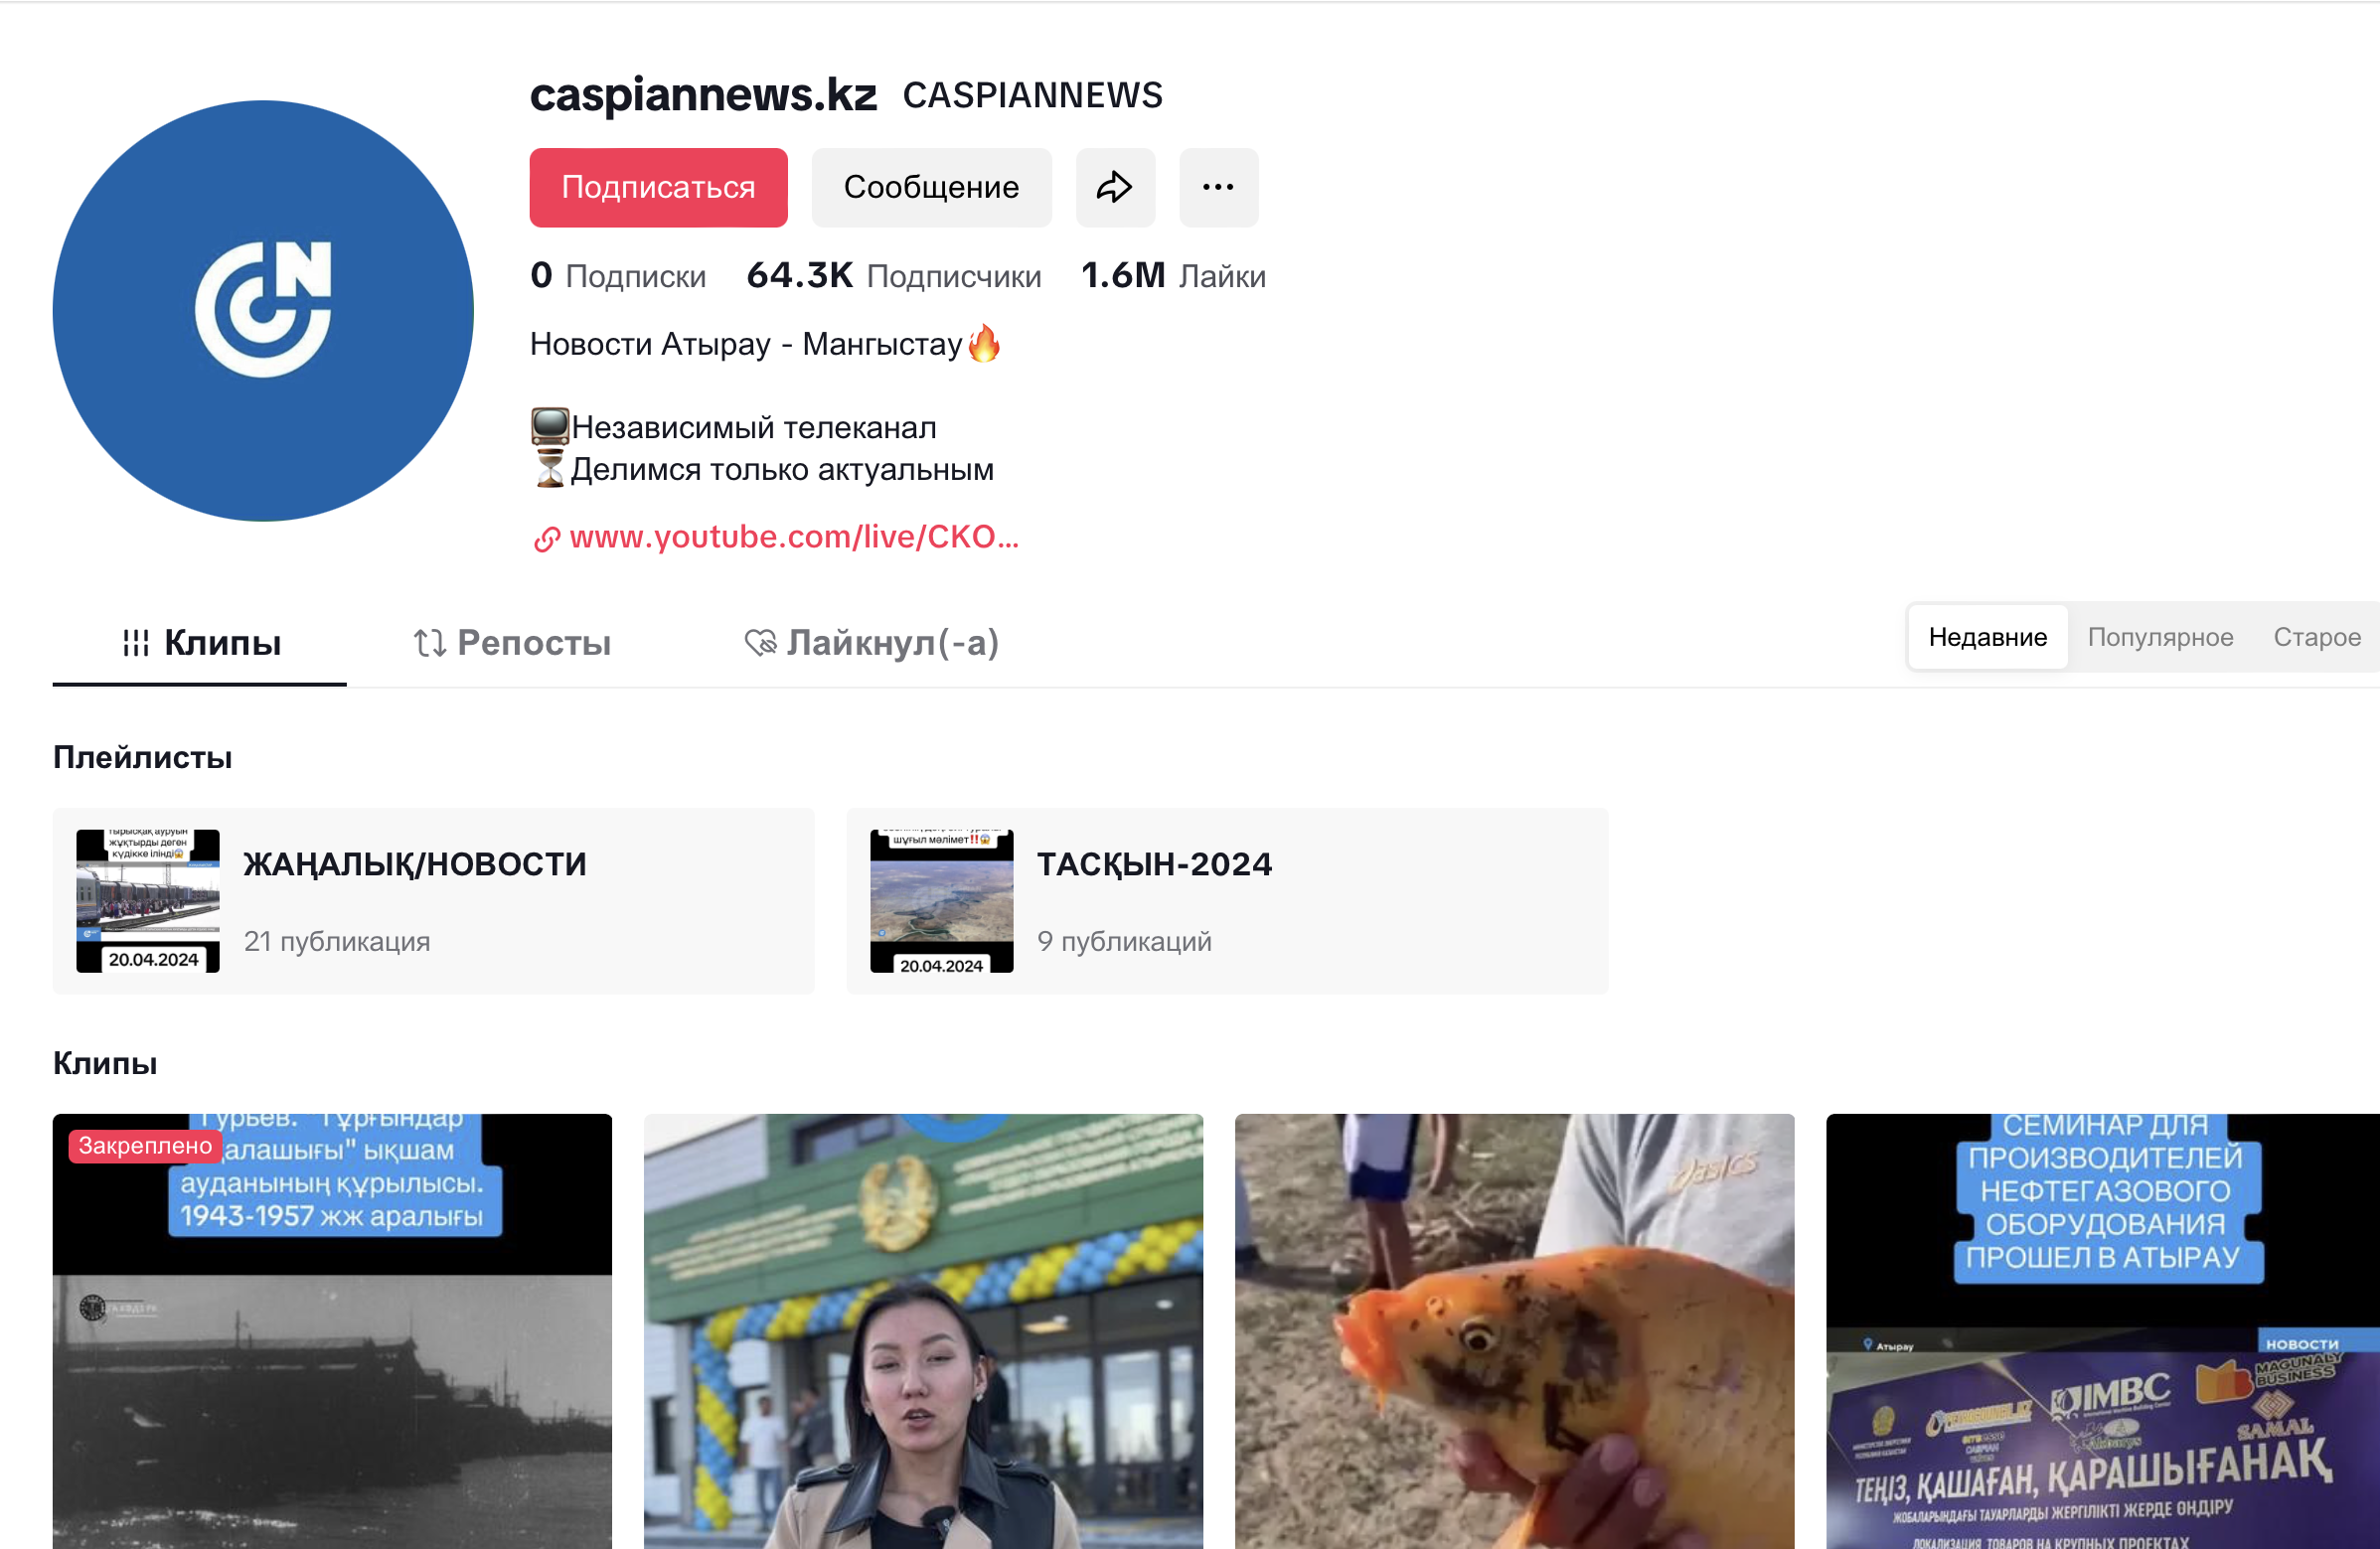 caspiannews.kz CASPIANNEWS
Подписаться Сообщение
0 Подписки 64.3K Подписчики 1.6M Лайки
Новости Атырау - Мангыстау🔥
📺Независимый телеканал
⏳Делимся только актуальным
www.youtube.com/live/CKO...
Клипы Репосты Лайкнул(-а)
Недавние Популярное Старое
Плейлисты
жұқтырды деген
күдікке ілінді😱
20.04.2024
ЖАҢАЛЫҚ/НОВОСТИ
21 публикация
шұғыл мәлімет‼️😱
20.04.2024
ТАСҚЫН-2024
9 публикаций
Клипы
Закреплено
Гурьев. "Тұрғындар
қалашығы" ықшам
ауданының құрылысы.
1943-1957 жж аралығы
asics
СЕМИНАР ДЛЯ
ПРОИЗВОДИТЕЛЕЙ
НЕФТЕГАЗОВОГО
ОБОРУДОВАНИЯ
ПРОШЕЛ В АТЫРАУ
Атырау
НОВОСТИ
IMBC
MAGUNALY
BUSINESS
SAMAL
ТЕҢІЗ, ҚАШАҒАН, ҚАРАШЫҒАНАҚ
ЖОБАЛАРЫНДАҒЫ ТАУАРЛАРДЫ ЖЕРГІЛІКТІ ЖЕРДЕ ӨНДІРУ
ЛОКАЛИЗАЦИЯ ТОВАРОВ НА КРУПНЫХ ПРОЕКТАХ